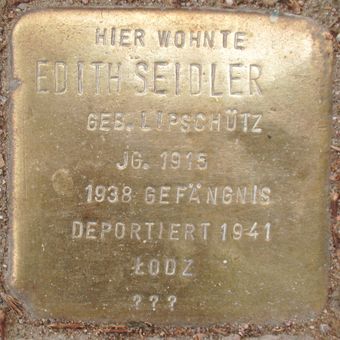 HIER WOHNTE
EDITH SEIDLER
GEB. LIPSCHÜTZ
JG. 1915
1938 GEFÄNGNIS
DEPORTIERT 1941
ŁODZ
???